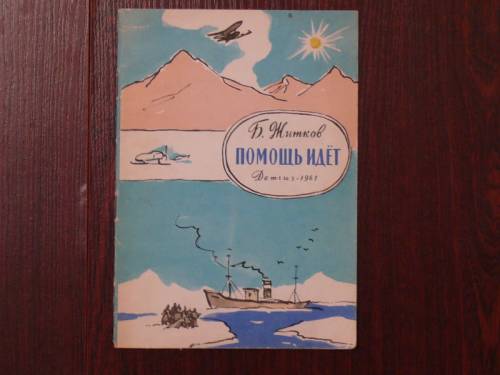 Б. Житков
ПОМОЩЬ ИДЁТ
Детгиз - 1961